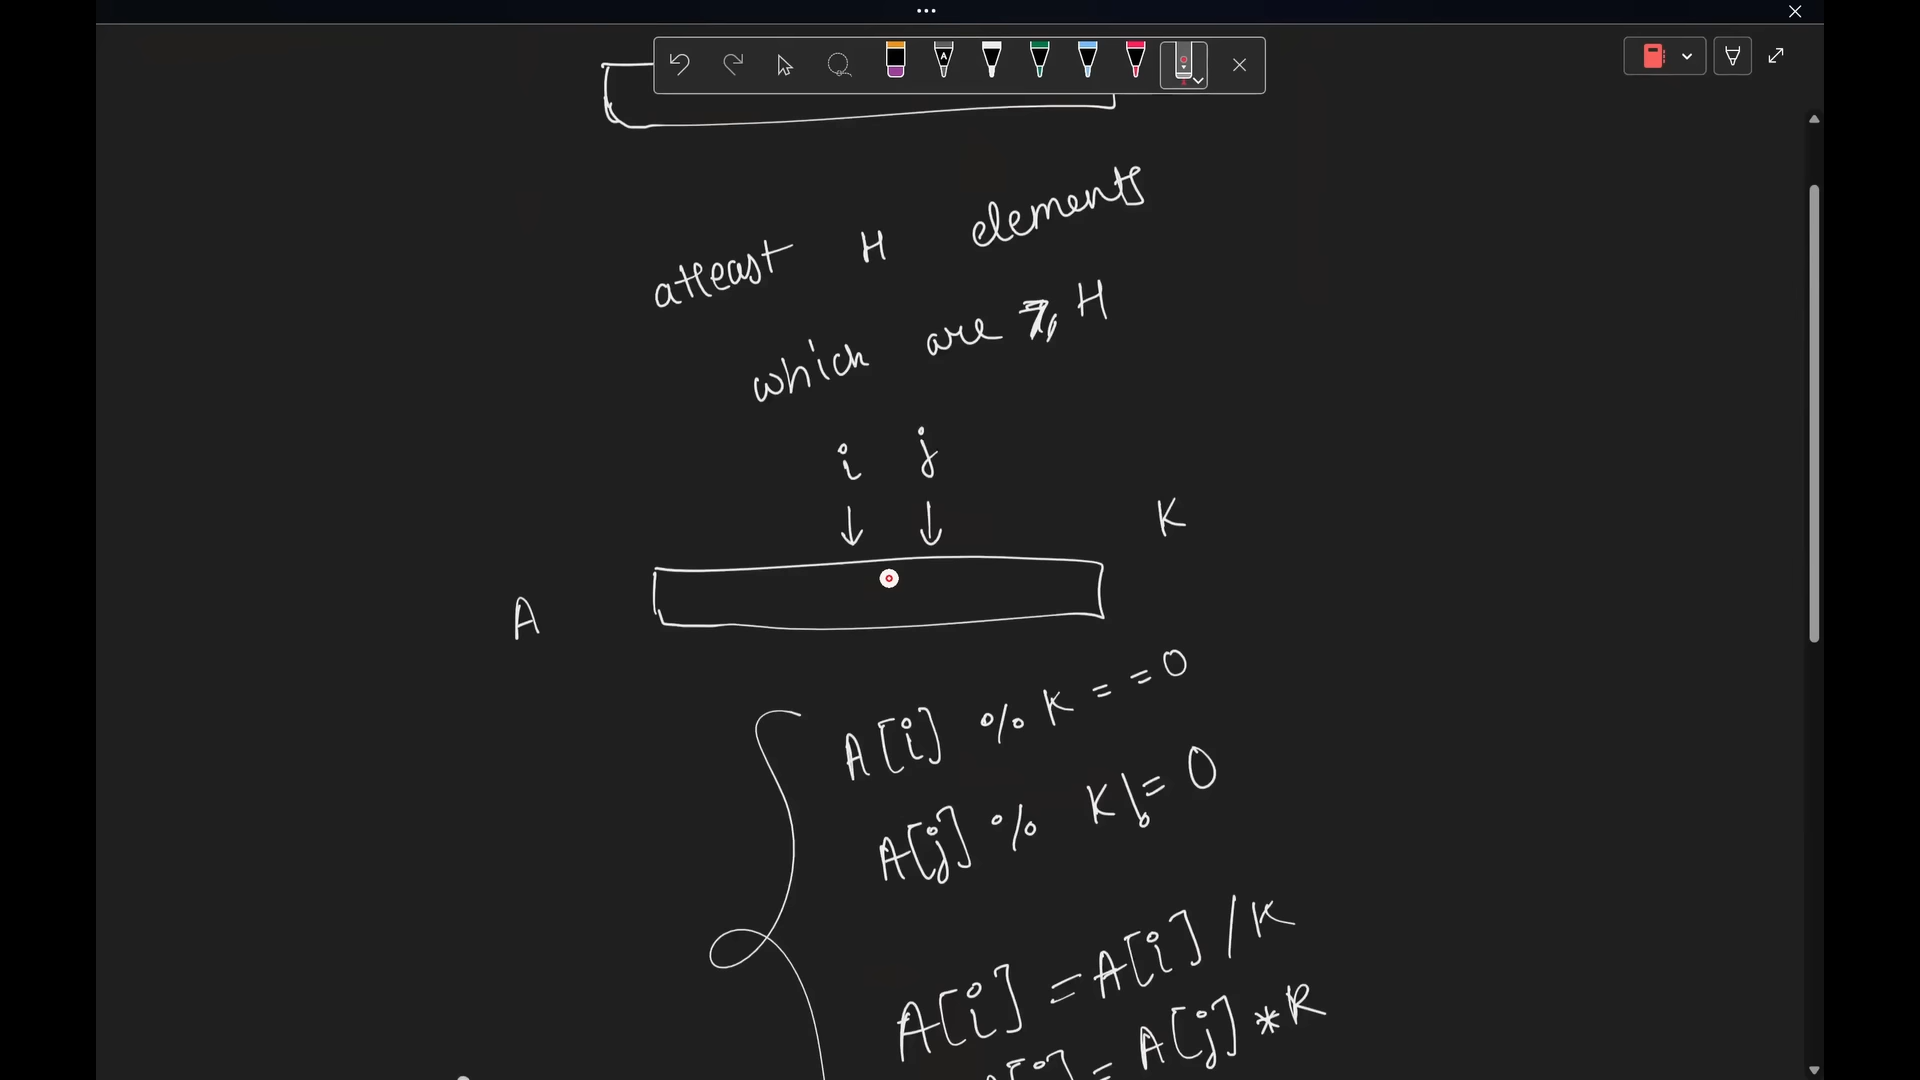 atleast H elements
which are ≥ H
i j
K
A
A[i] % K == 0
A[j] % K != 0
A[i] = A[i] / K
= A[j] * K